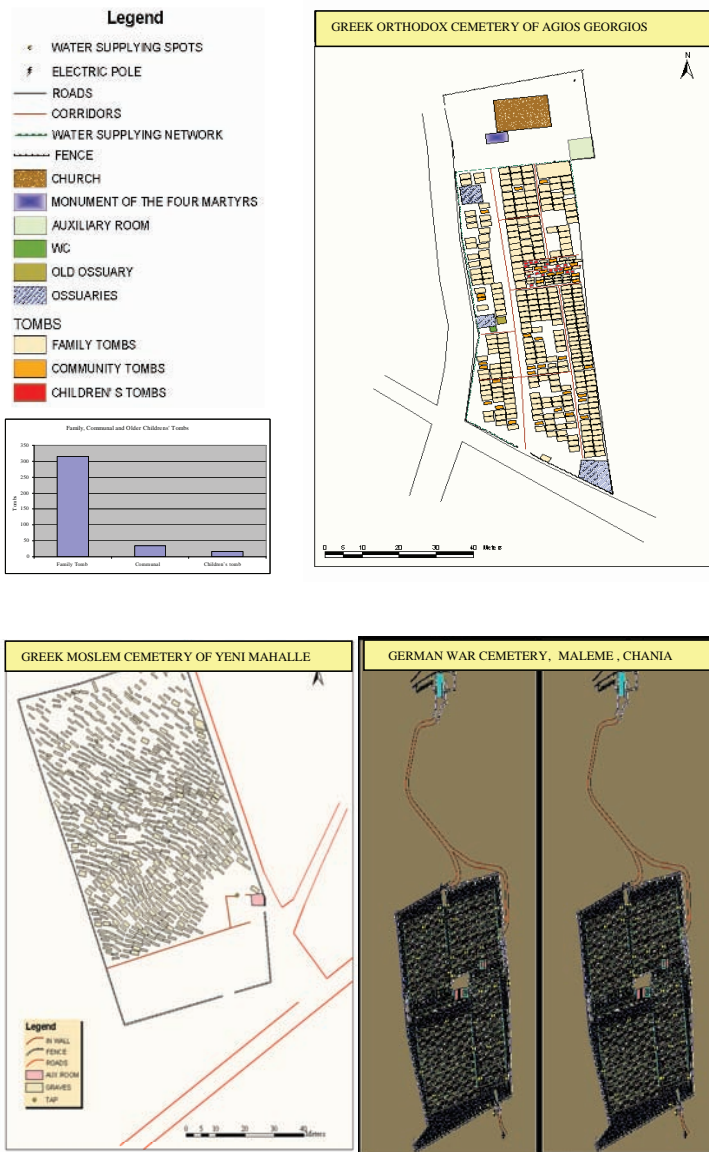 Legend
WATER SUPPLYING SPOTS
ELECTRIC POLE
ROADS
CORRIDORS
WATER SUPPLYING NETWORK
FENCE
CHURCH
MONUMENT OF THE FOUR MARTYRS
AUXILIARY ROOM
WC
OLD OSSUARY
OSSUARIES
TOMBS
FAMILY TOMBS
COMMUNITY TOMBS
CHILDREN' S TOMBS
Family, Communal and Older Childrens' Tombs
Tombs
350
300
250
200
150
100
50
0
Family Tomb Communal Children's tomb
GREEK ORTHODOX CEMETERY OF AGIOS GEORGIOS
N
0 5 10 20 30 40 Meters
GREEK MOSLEM CEMETERY OF YENI MAHALLE
Legend
IN WALL
FENCE
ROADS
AUX ROOM
GRAVES
TAP
0 5 10 20 30 40 Meters
GERMAN WAR CEMETERY, MALEME , CHANIA